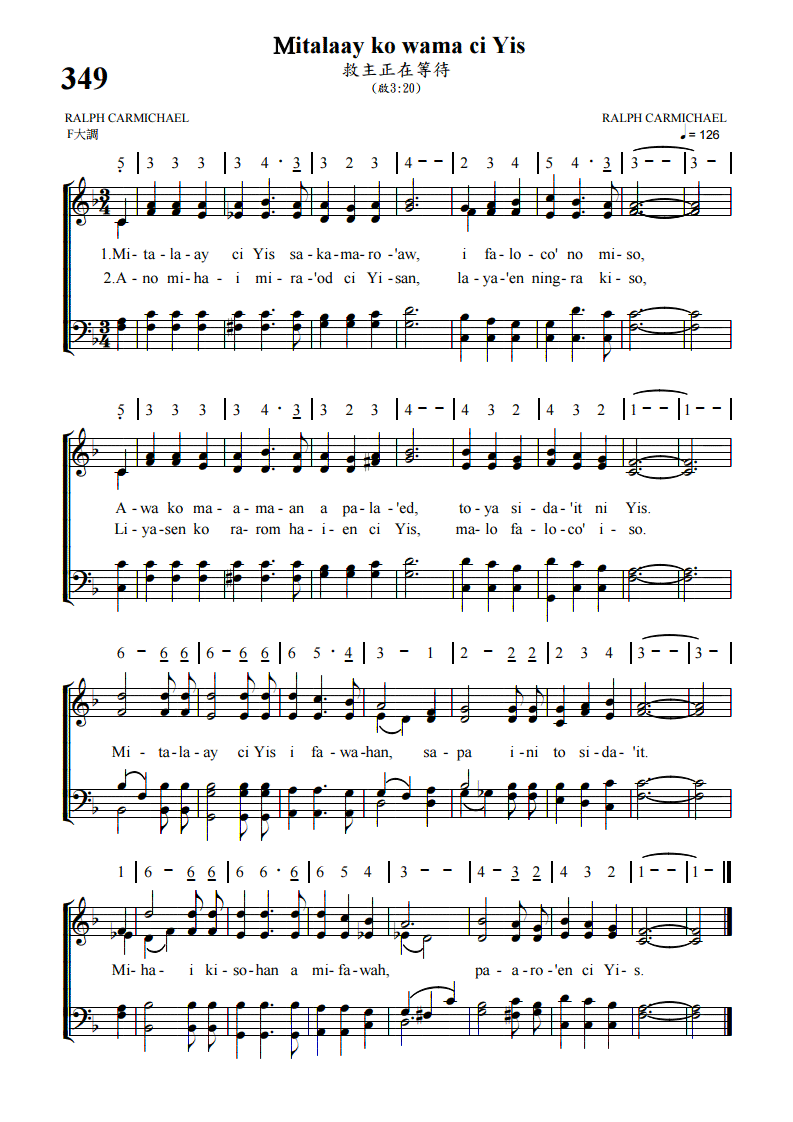 Mitalaay ko wama ci Yis
救主正在等待
(啟3:20)
349
RALPH CARMICHAEL RALPH CARMICHAEL
F大調 ♩= 126
5̣ | 3 3 3 | 3 4 · 3 | 3 2 3 | 4 - - | 2 3 4 | 5 4 · 3 | 3 - - | 3 - |
1.Mi-ta-la-ay ci Yis sa-ka-ma-ro-'aw, i fa-lo-co' no mi-so,
2.A-no mi-ha-i mi-ra-'od ci Yi-san, la-ya-'en ning-ra ki-so,
5̣ | 3 3 3 | 3 4 · 3 | 3 2 3 | 4 - - | 4 3 2 | 4 3 2 | 1 - - | 1 - - |
A-wa ko ma-a-ma-an a pa-la-'ed, to-ya si-da-'it ni Yis.
Li-ya-sen ko ra-rom ha-i-en ci Yis, ma-lo fa-lo-co' i-so.
6 - 6 6 | 6 - 6 6 | 6 5 · 4 | 3 - 1 | 2 - 2 2 | 2 3 4 | 3 - - | 3 - |
Mi-ta-la-ay ci Yis i fa-wa-han, sa-pa i-ni to si-da-'it.
1 | 6 - 6 6 | 6 6 · 6 | 6 5 4 | 3 - - | 4 - 3 2 | 4 3 2 | 1 - - | 1 - ||
Mi-ha-i ki-so-han a mi-fa-wah, pa-a-ro-'en ci Yi-s.